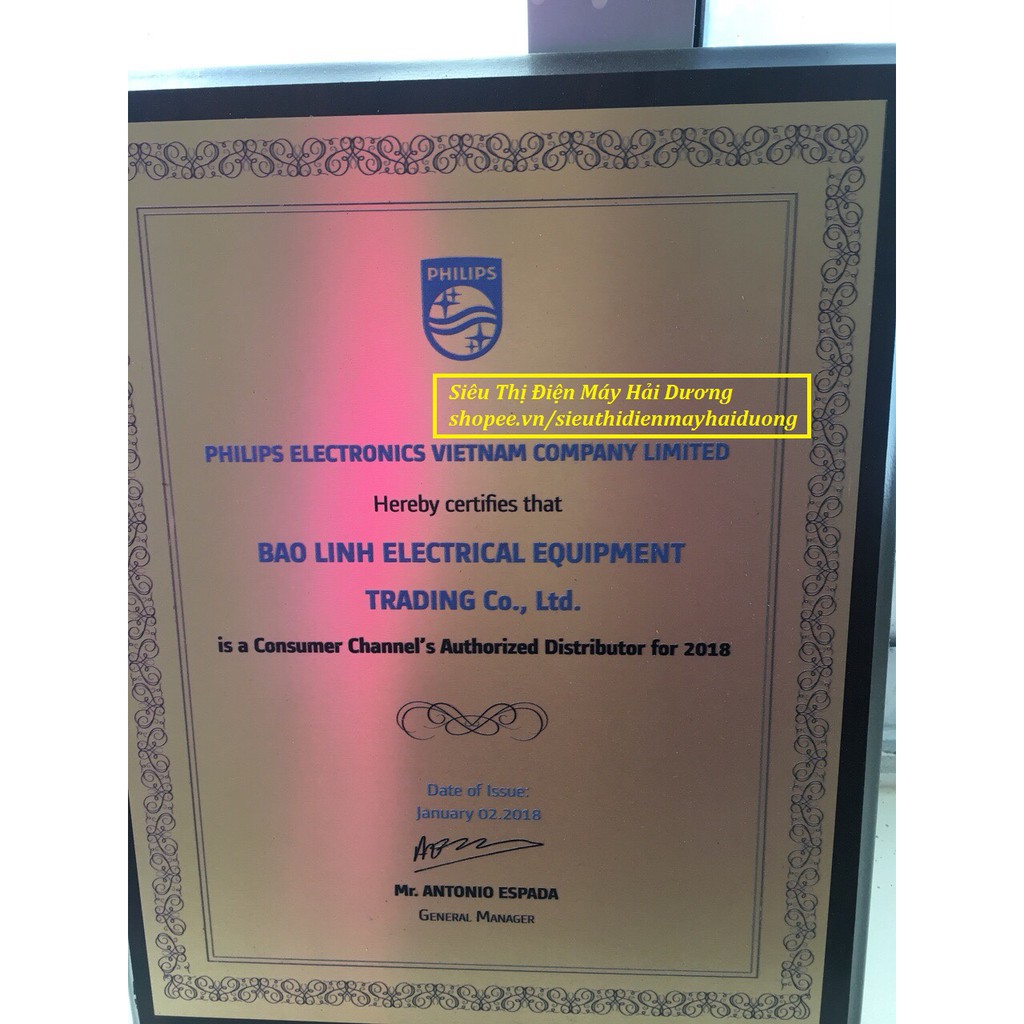 PHILIPS
Siêu Thị Điện Máy Hải Dương
shopee.vn/sieuthidienmayhaiduong
PHILIPS ELECTRONICS VIETNAM COMPANY LIMITED
Hereby certifies that
BAO LINH ELECTRICAL EQUIPMENT
TRADING Co., Ltd.
is a Consumer Channel's Authorized Distributor for 2018
Date of Issue:
January 02.2018
Mr. ANTONIO ESPADA
GENERAL MANAGER